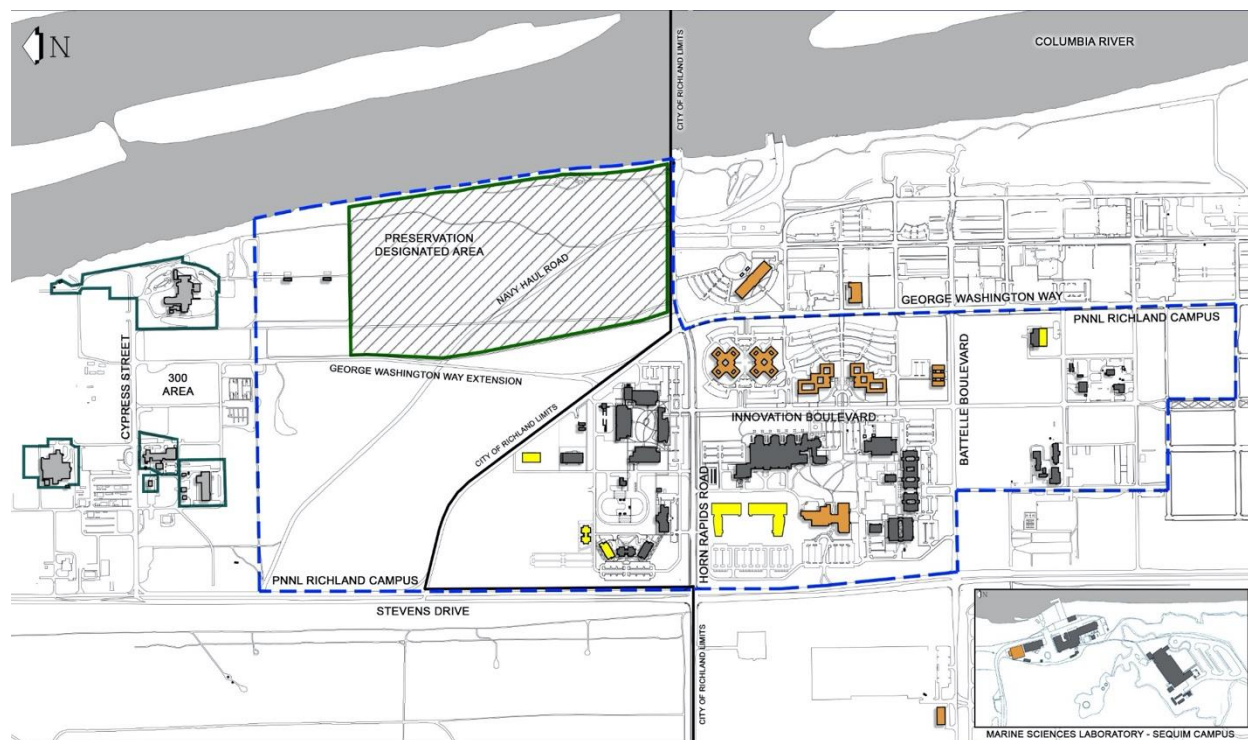 N
COLUMBIA RIVER
CITY OF RICHLAND LIMITS
PRESERVATION
DESIGNATED AREA
NAVY HAUL ROAD
GEORGE WASHINGTON WAY
PNNL RICHLAND CAMPUS
CYPRESS STREET
300
AREA
GEORGE WASHINGTON WAY EXTENSION
BATTELLE BOULEVARD
INNOVATION BOULEVARD
CITY OF RICHLAND LIMITS
HORN RAPIDS ROAD
PNNL RICHLAND CAMPUS
STEVENS DRIVE
CITY OF RICHLAND LIMITS
N
MARINE SCIENCES LABORATORY - SEQUIM CAMPUS